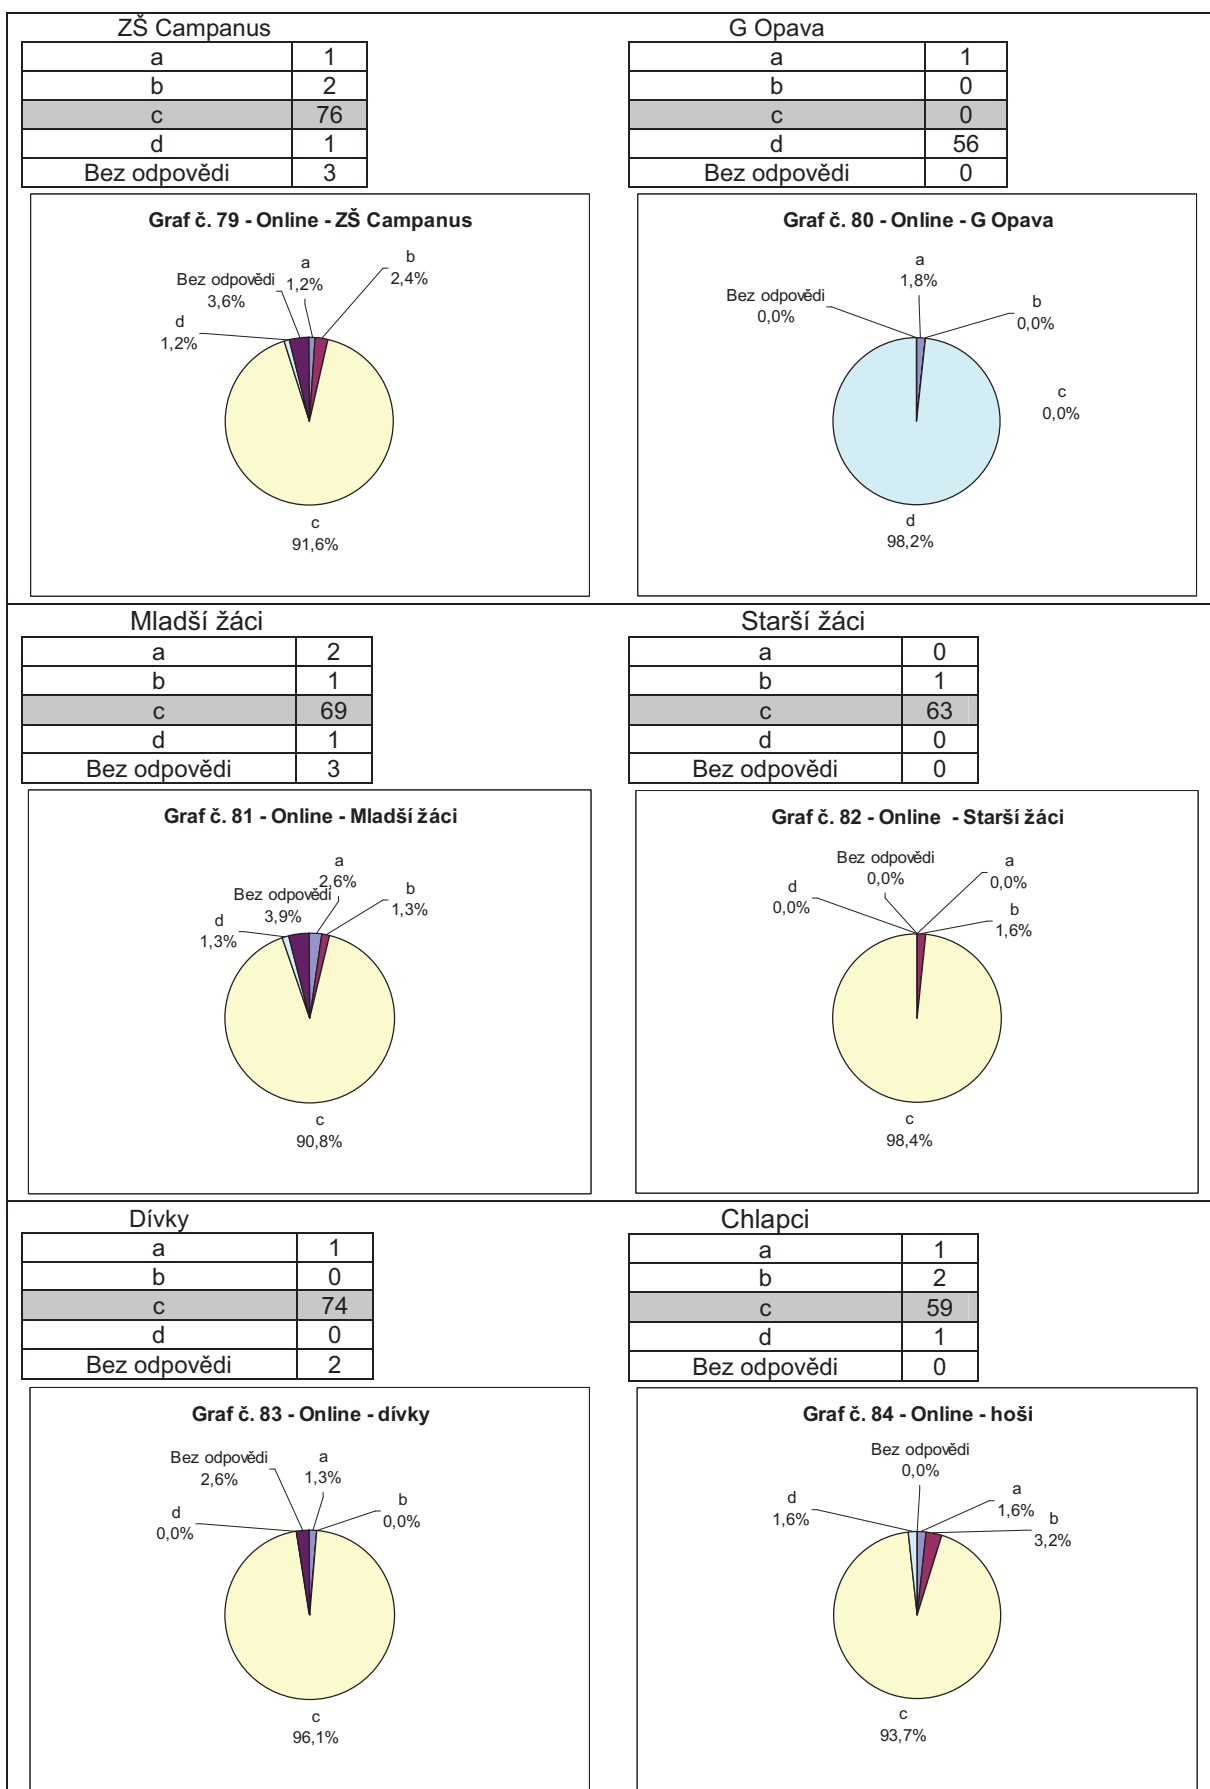 ZŠ Campanus
a 1
b 2
c 76
d 1
Bez odpovědi 3
Graf č. 79 - Online - ZŠ Campanus
a
1,2%
b
2,4%
Bez odpovědi
3,6%
d
1,2%
c
91,6%
G Opava
a 1
b 0
c 0
d 56
Bez odpovědi 0
Graf č. 80 - Online - G Opava
a
1,8%
Bez odpovědi
0,0%
b
0,0%
c
0,0%
d
98,2%
Mladší žáci
a 2
b 1
c 69
d 1
Bez odpovědi 3
Graf č. 81 - Online - Mladší žáci
a
2,6%
Bez odpovědi
3,9%
b
1,3%
d
1,3%
c
90,8%
Starší žáci
a 0
b 1
c 63
d 0
Bez odpovědi 0
Graf č. 82 - Online  - Starší žáci
Bez odpovědi
0,0%
a
0,0%
d
0,0%
b
1,6%
c
98,4%
Dívky
a 1
b 0
c 74
d 0
Bez odpovědi 2
Graf č. 83 - Online - dívky
Bez odpovědi
2,6%
a
1,3%
b
0,0%
d
0,0%
c
96,1%
Chlapci
a 1
b 2
c 59
d 1
Bez odpovědi 0
Graf č. 84 - Online - hoši
Bez odpovědi
0,0%
a
1,6%
d
1,6%
b
3,2%
c
93,7%